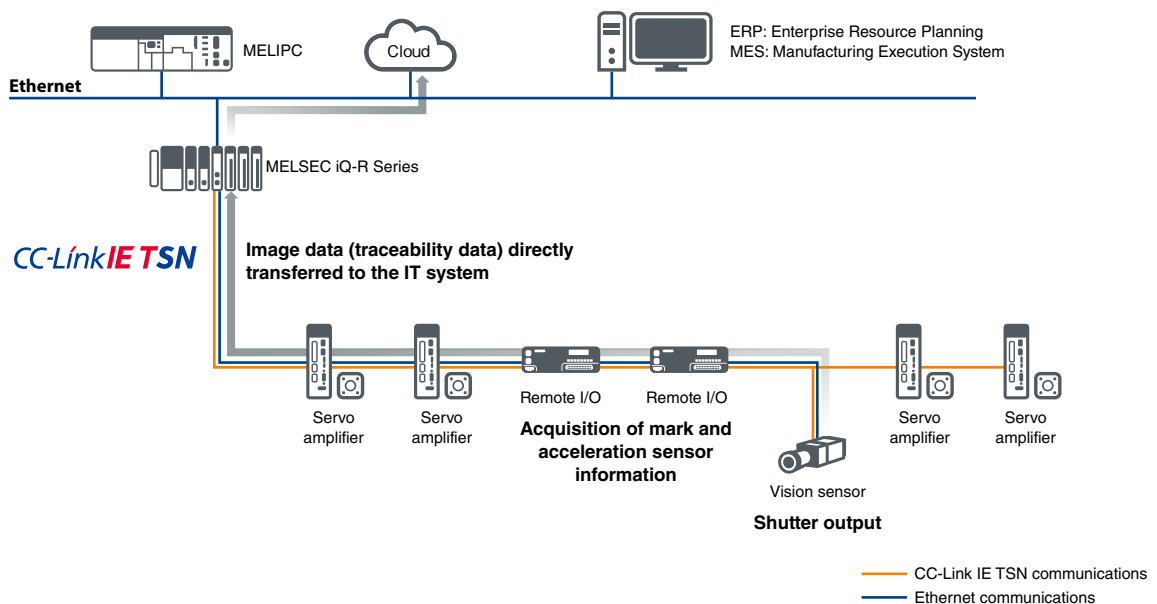 MELIPC
Cloud
ERP: Enterprise Resource Planning
MES: Manufacturing Execution System
Ethernet
MELSEC iQ-R Series
CC-Línk IE TSN
Image data (traceability data) directly
transferred to the IT system
Servo
amplifier
Servo
amplifier
Remote I/O
Remote I/O
Servo
amplifier
Servo
amplifier
Acquisition of mark and
acceleration sensor
information
Vision sensor
Shutter output
CC-Link IE TSN communications
Ethernet communications